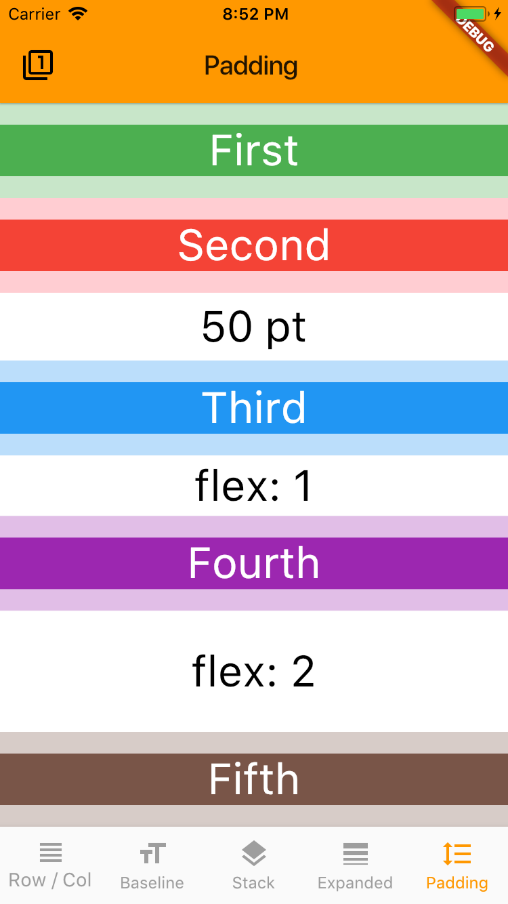 Carrier 8:52 PM
DEBUG
1 Padding
First
Second
50 pt
Third
flex: 1
Fourth
flex: 2
Fifth
Row / Col Baseline Stack Expanded Padding